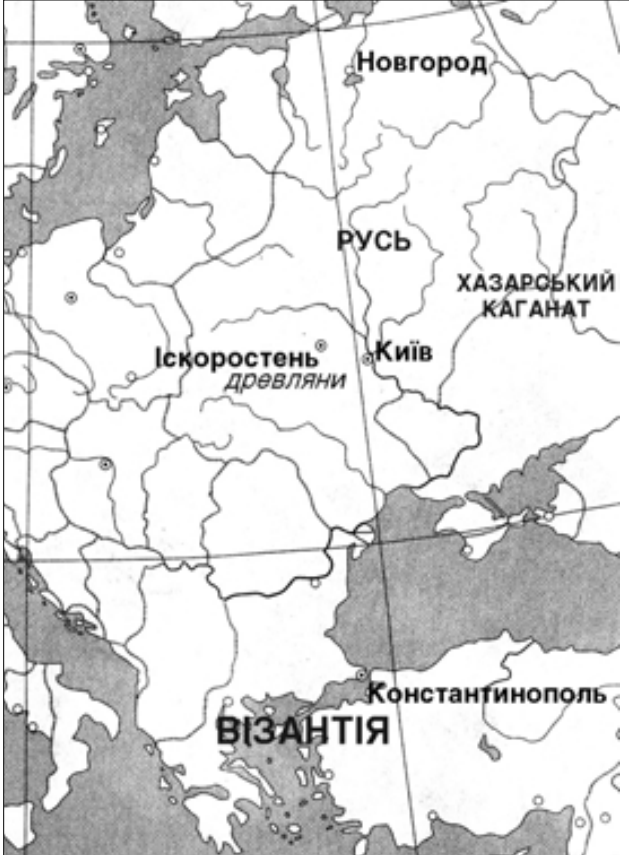 Новгород
РУСЬ
ХАЗАРСЬКИЙ
КАГАНАТ
Іскоростень
Київ
древляни
Константинополь
ВІЗАНТІЯ